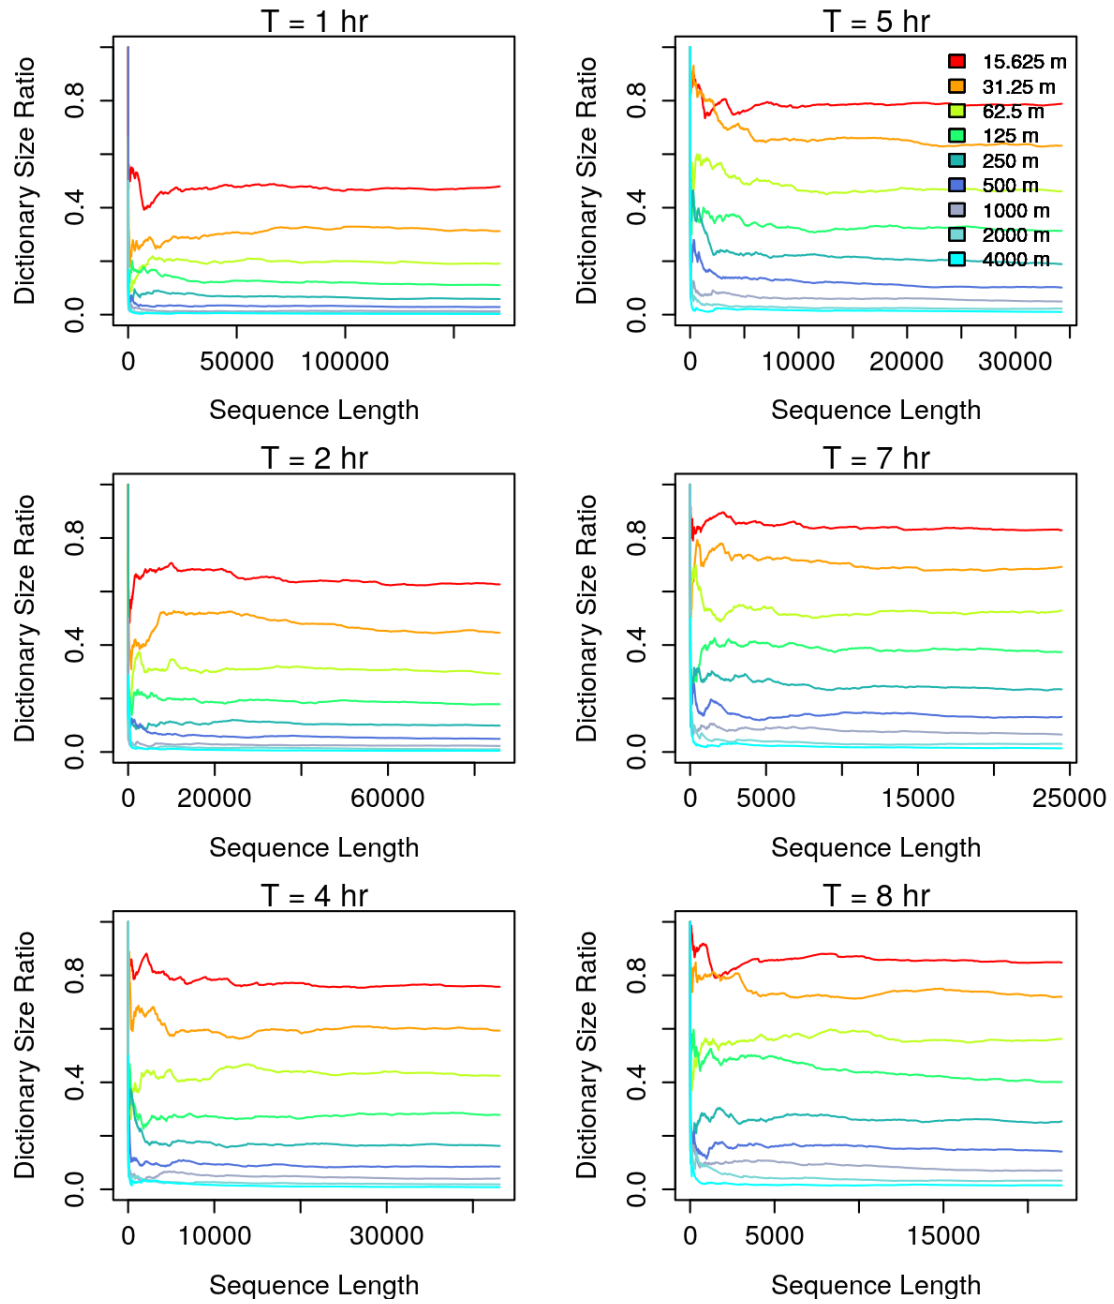 T = 1 hr
Dictionary Size Ratio
0.8
0.4
0.0
0 50000 100000
Sequence Length
T = 5 hr
Dictionary Size Ratio
0.8
0.4
0.0
15.625 m
31.25 m
62.5 m
125 m
250 m
500 m
1000 m
2000 m
4000 m
0 10000 20000 30000
Sequence Length
T = 2 hr
Dictionary Size Ratio
0.8
0.4
0.0
0 20000 60000
Sequence Length
T = 7 hr
Dictionary Size Ratio
0.8
0.4
0.0
0 5000 15000 25000
Sequence Length
T = 4 hr
Dictionary Size Ratio
0.8
0.4
0.0
0 10000 30000
Sequence Length
T = 8 hr
Dictionary Size Ratio
0.8
0.4
0.0
0 5000 15000
Sequence Length